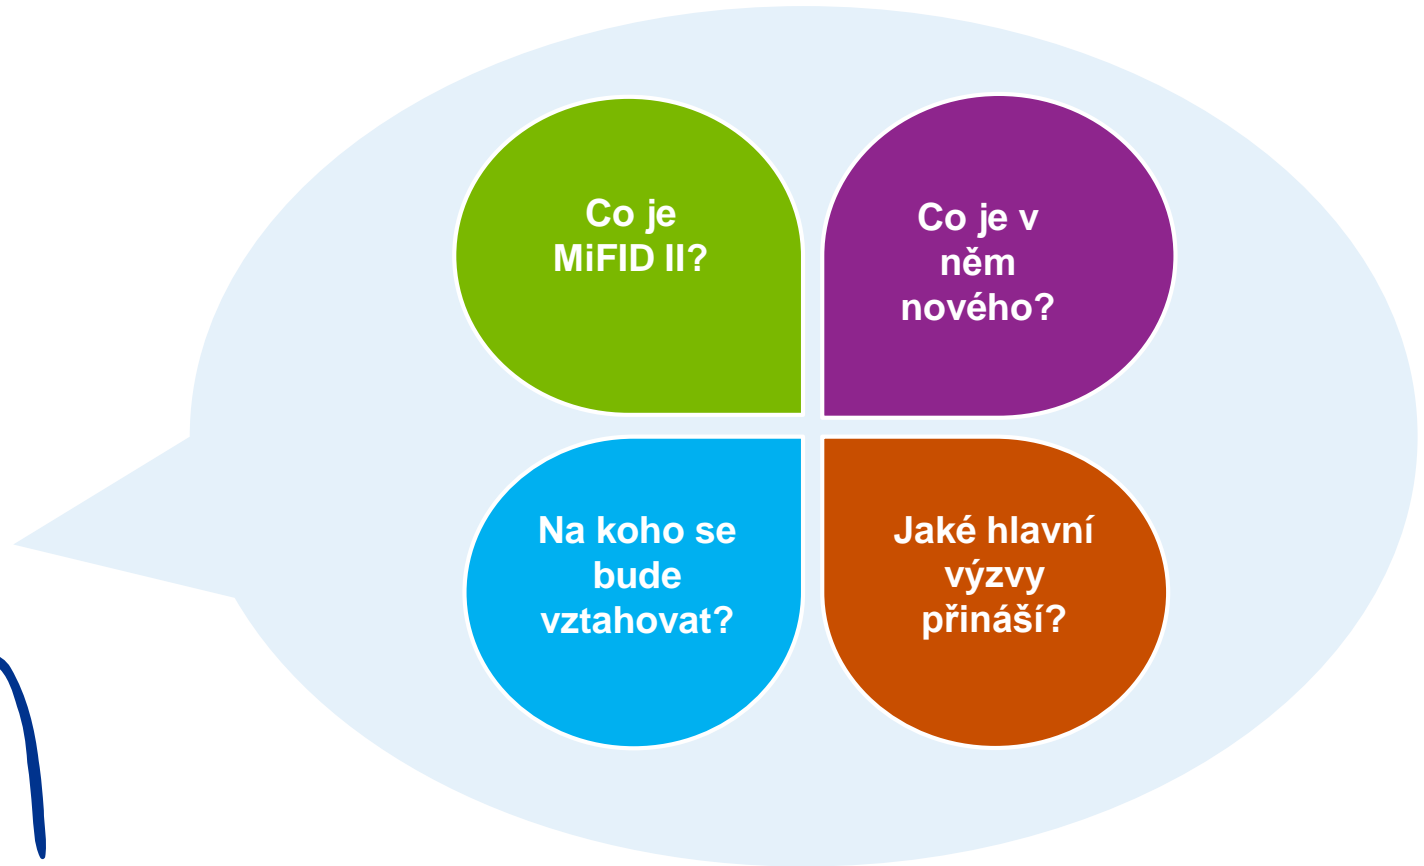 Co je
MiFID II?
Co je v
něm
nového?
Na koho se
bude
vztahovat?
Jaké hlavní
výzvy
přináší?